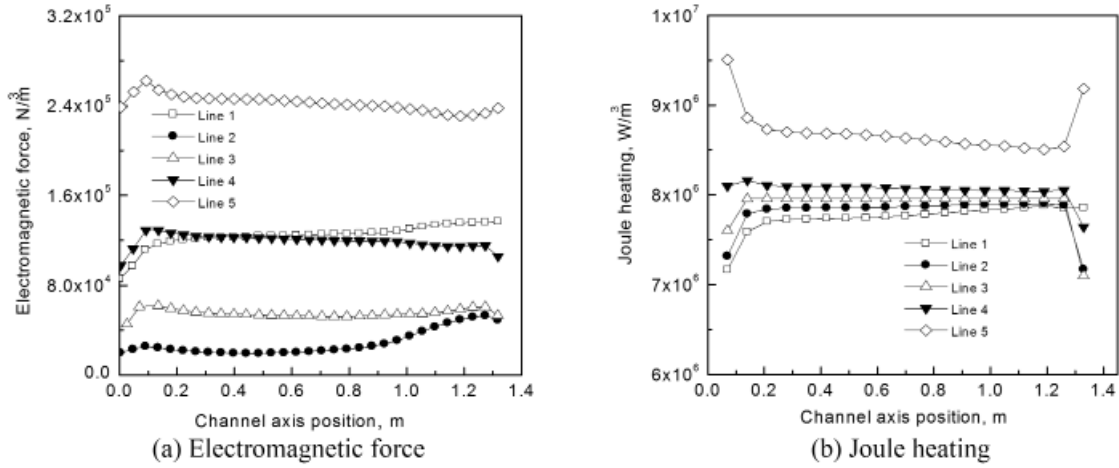 3.2x10⁵
2.4x10⁵
1.6x10⁵
8.0x10⁴
0.0
Electromagnetic force, N/m³
Line 1
Line 2
Line 3
Line 4
Line 5
0.0 0.2 0.4 0.6 0.8 1.0 1.2 1.4
Channel axis position, m
(a) Electromagnetic force
1x10⁷
9x10⁶
8x10⁶
7x10⁶
6x10⁶
Joule heating, W/m³
Line 1
Line 2
Line 3
Line 4
Line 5
0.0 0.2 0.4 0.6 0.8 1.0 1.2 1.4
Channel axis position, m
(b) Joule heating